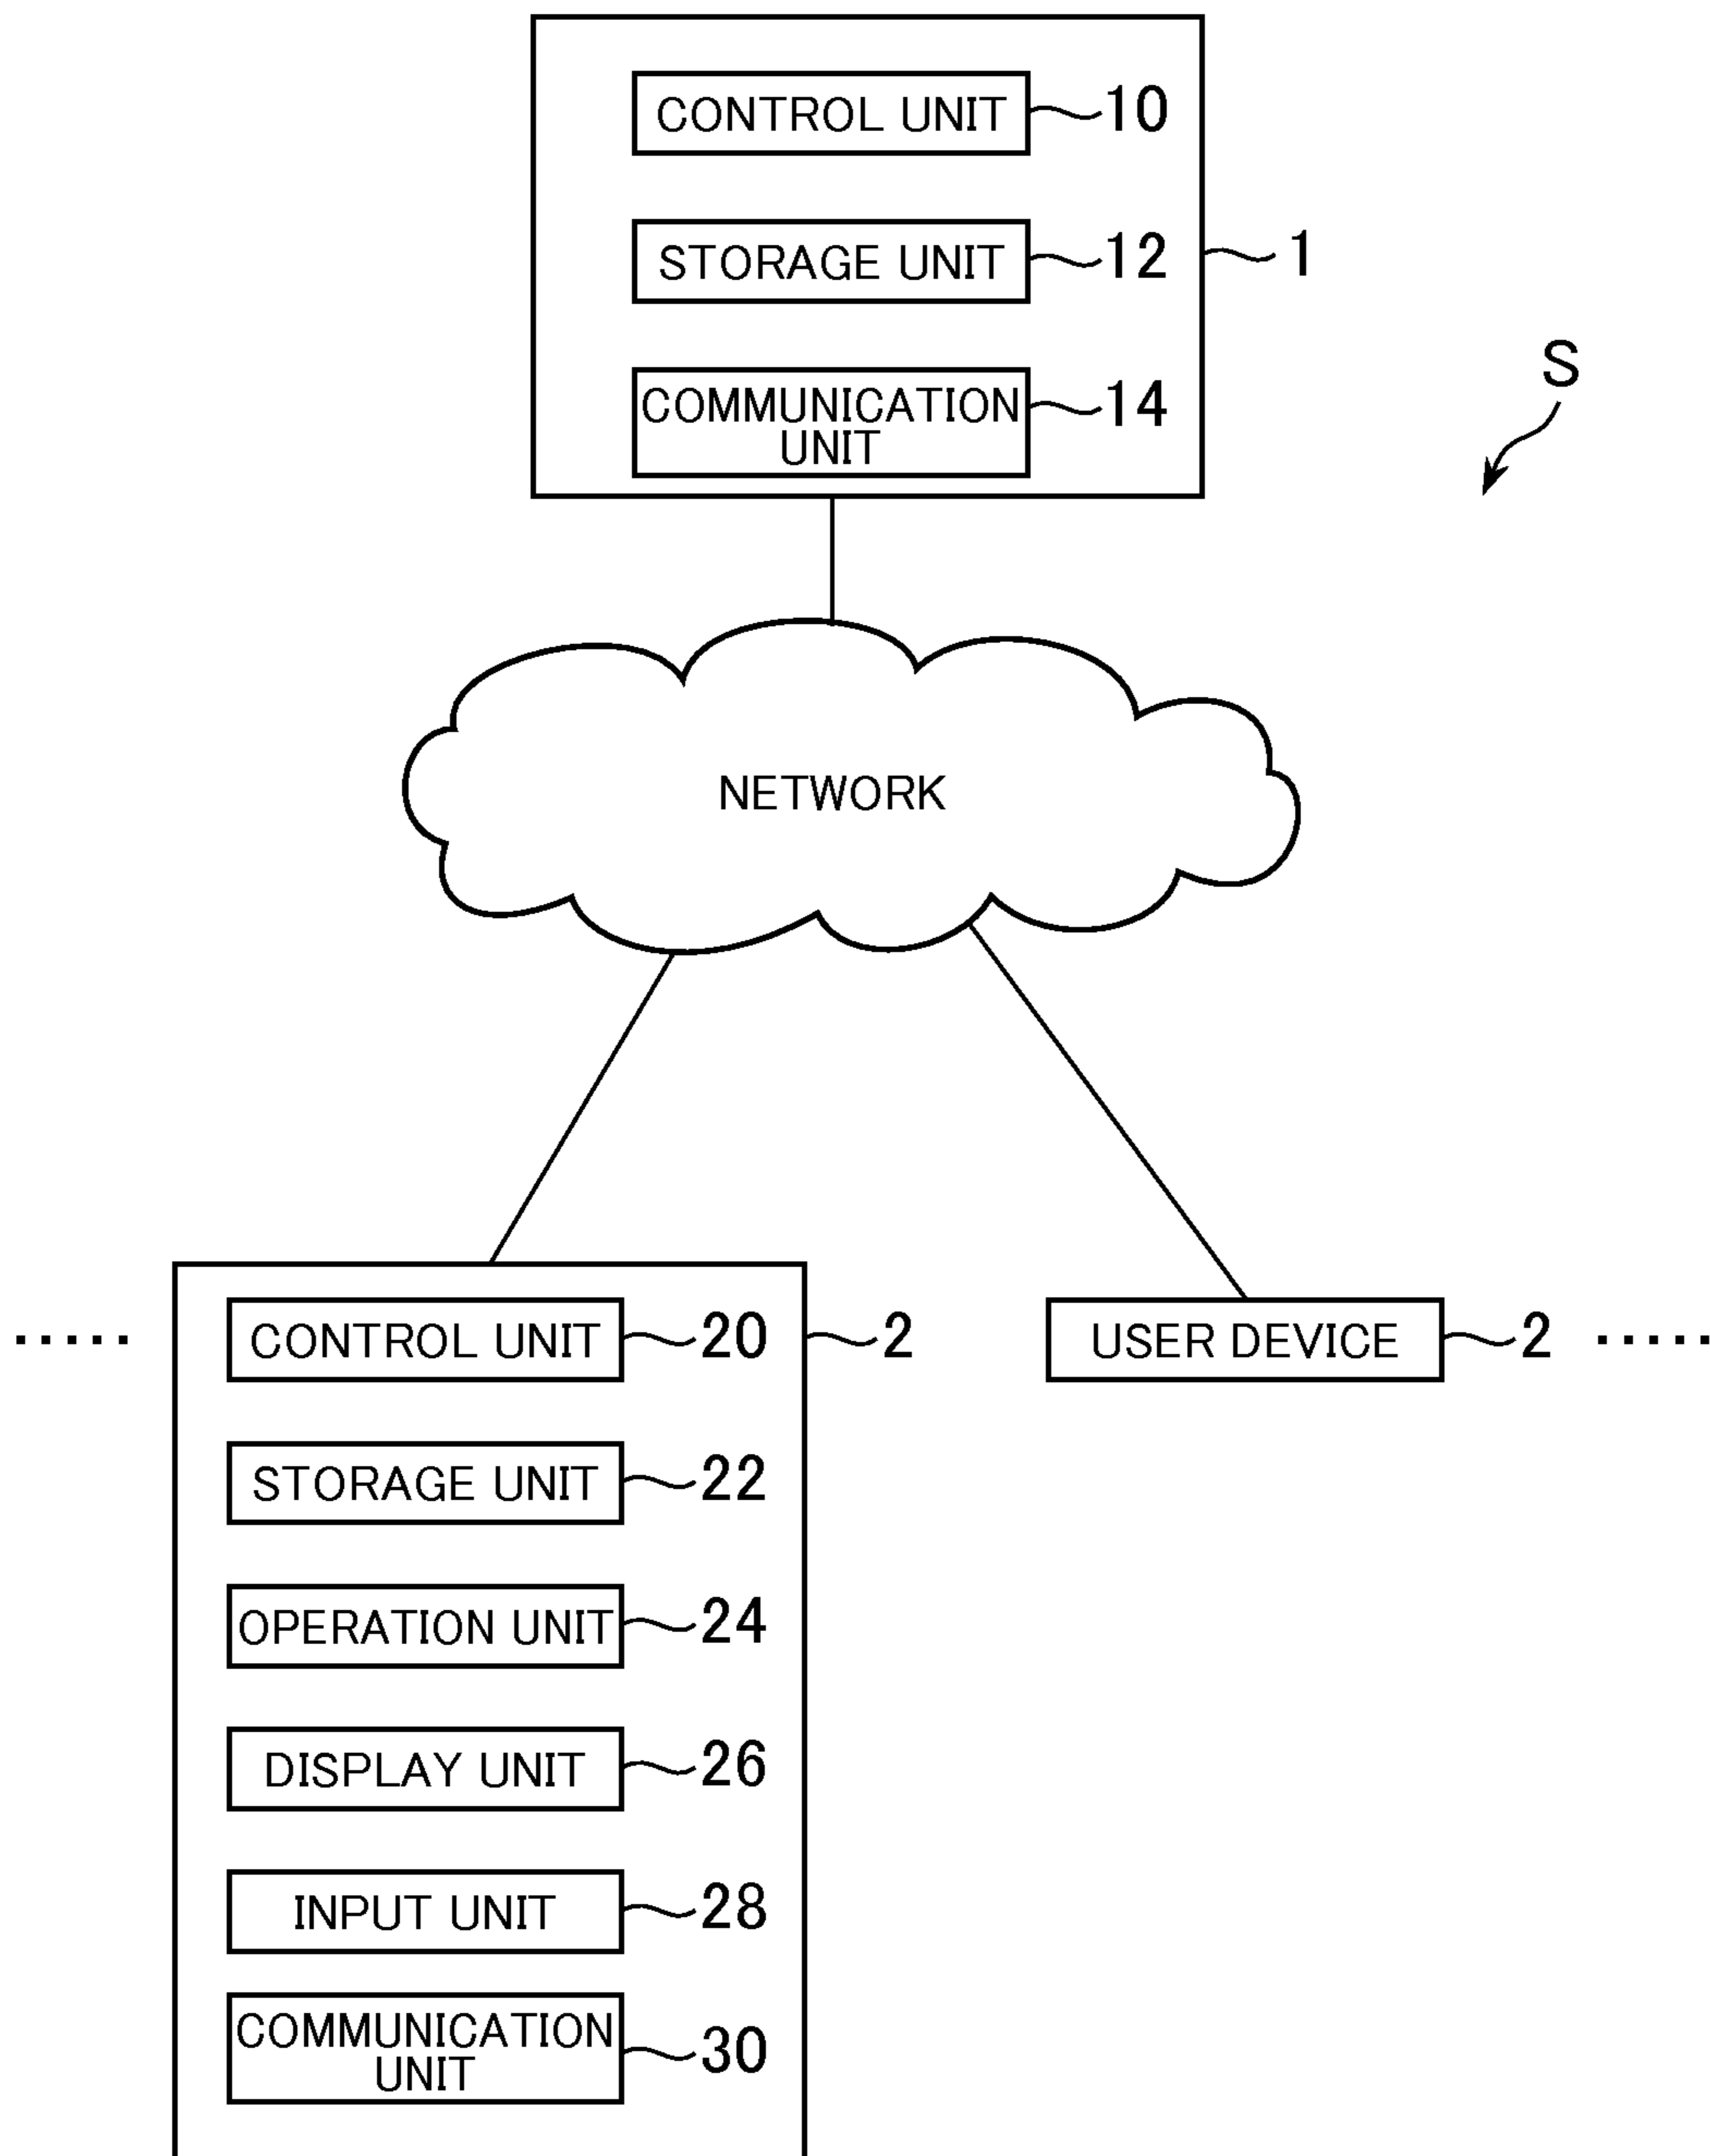 CONTROL UNIT 10
STORAGE UNIT 12
1
COMMUNICATION
UNIT
14
S
NETWORK
CONTROL UNIT 20
2
USER DEVICE 2
STORAGE UNIT 22
OPERATION UNIT 24
DISPLAY UNIT 26
INPUT UNIT 28
COMMUNICATION
UNIT
30